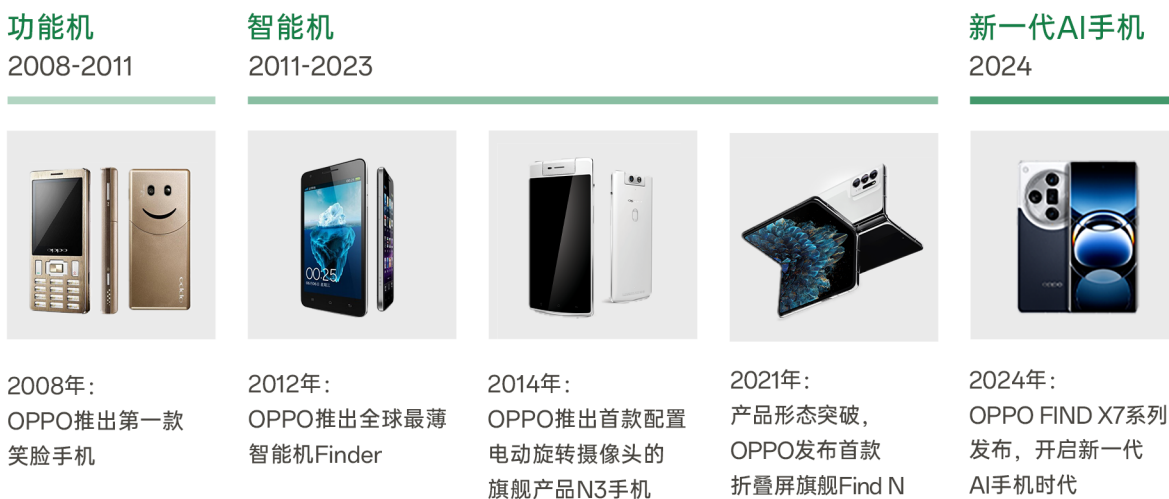 功能机
2008-2011
智能机
2011-2023
新一代AI手机
2024
oppo
oppo
00:25
oppo
2008年：
OPPO推出第一款
笑脸手机
2012年：
OPPO推出全球最薄
智能机Finder
2014年：
OPPO推出首款配置
电动旋转摄像头的
旗舰产品N3手机
2021年：
产品形态突破，
OPPO发布首款
折叠屏旗舰Find N
2024年：
OPPO FIND X7系列
发布，开启新一代
AI手机时代